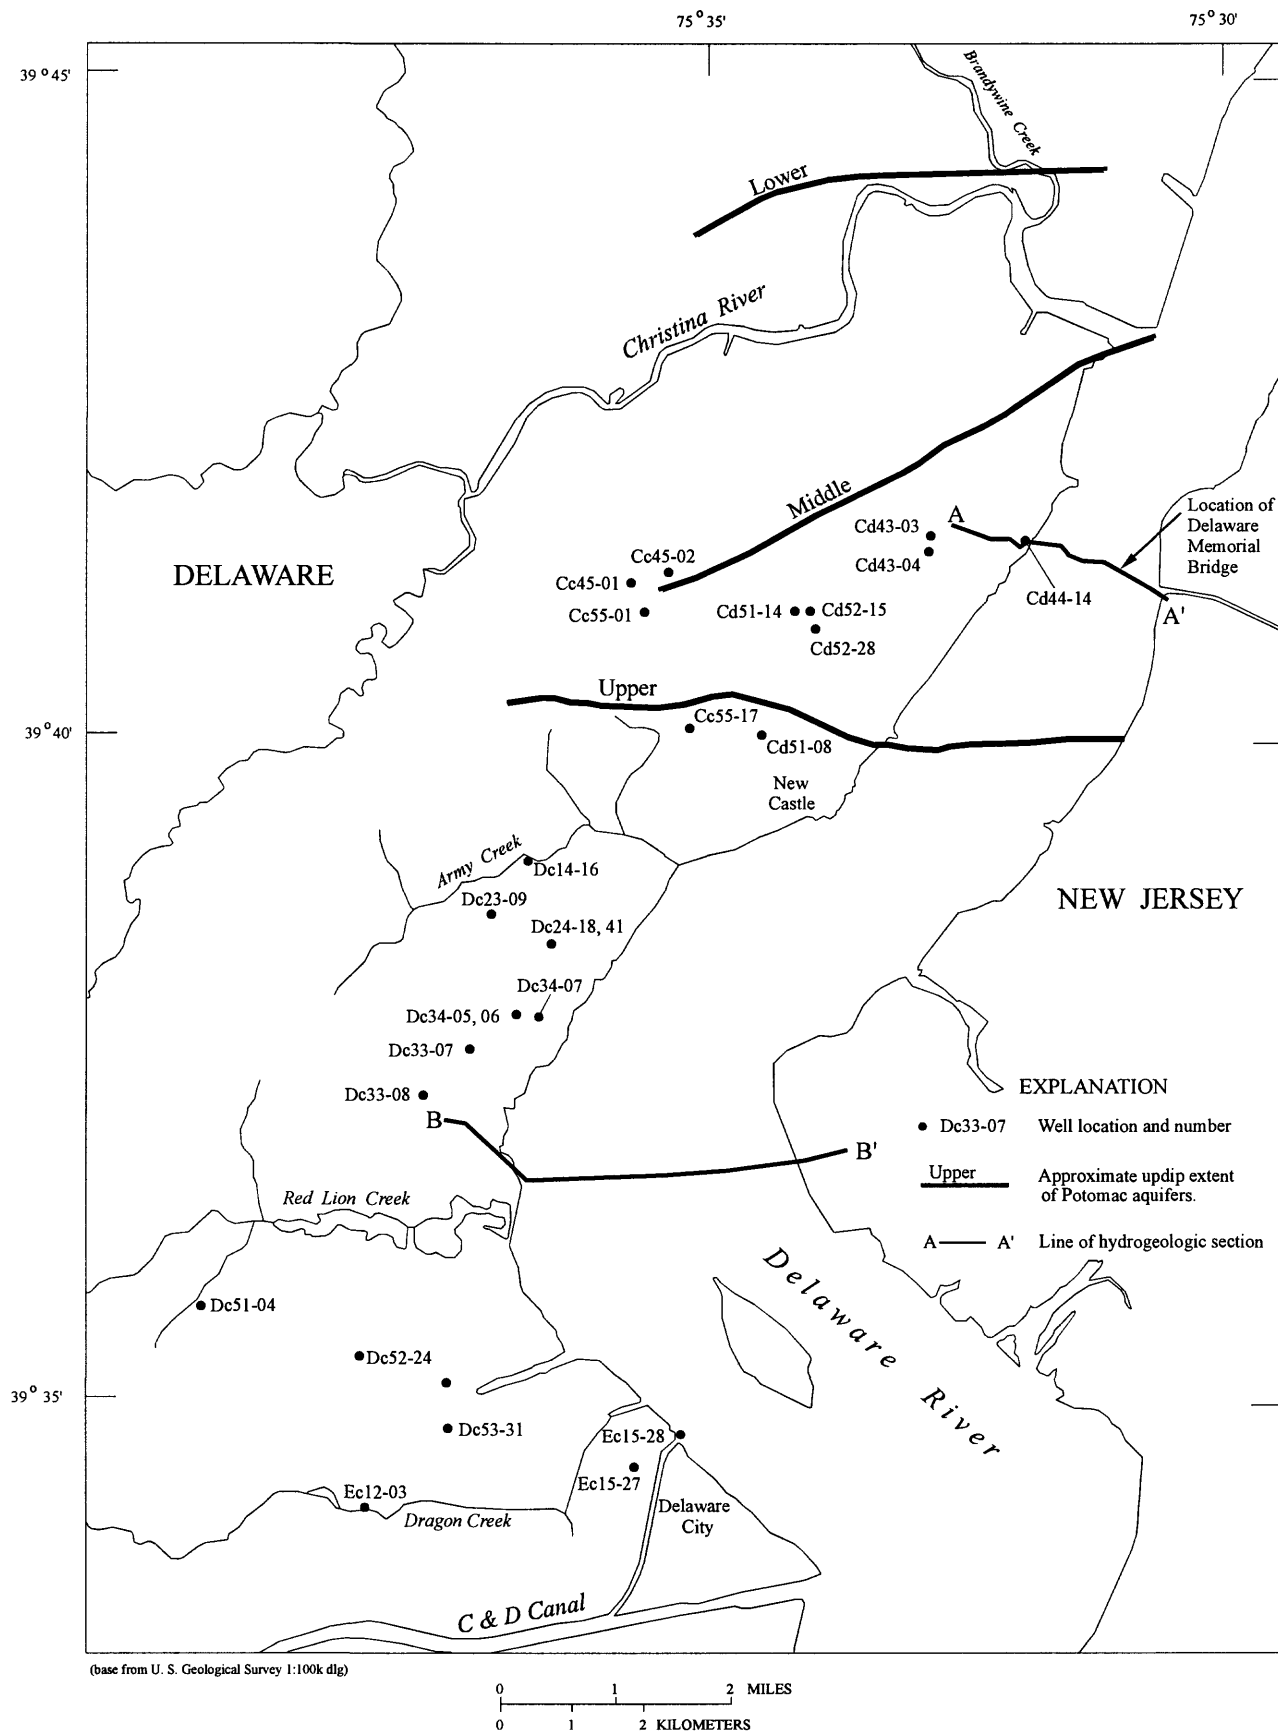 75° 35'
75° 30'
39° 45'
Brandywine Creek
Lower
Christina River
Middle
Location of
Delaware
Memorial
Bridge
A
Cd43-03
Cd43-04
Cc45-02
Cc45-01
DELAWARE
Cd44-14
A'
Cc55-01
Cd51-14
Cd52-15
Cd52-28
Upper
Cc55-17
39° 40'
Cd51-08
New
Castle
Army Creek
Dc14-16
NEW JERSEY
Dc23-09
Dc24-18, 41
Dc34-07
Dc34-05, 06
Dc33-07
Dc33-08
B
B'
EXPLANATION
Dc33-07 Well location and number
Upper Approximate updip extent
of Potomac aquifers.
A A' Line of hydrogeologic section
Red Lion Creek
Delaware River
Dc51-04
Dc52-24
39° 35'
Dc53-31
Ec15-28
Ec15-27
Ec12-03
Dragon Creek
Delaware
City
C & D Canal
(base from U. S. Geological Survey 1:100k dlg)
0 1 2 MILES
0 1 2 KILOMETERS